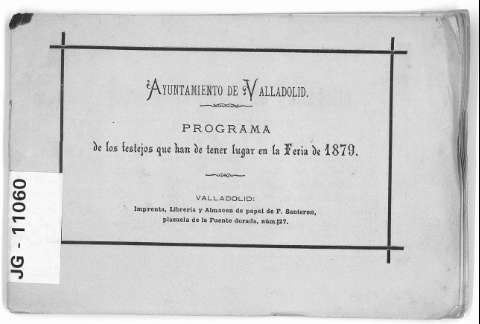 AYUNTAMIENTO DE VALLADOLID.
PROGRAMA
de los festejos que han de tener lugar en la Feria de 1879.
VALLADOLID:
Imprenta, Librería y Almacen de papel de F. Santaren,
plazuela de la Fuente dorada, núm. 27.
JG - 11060